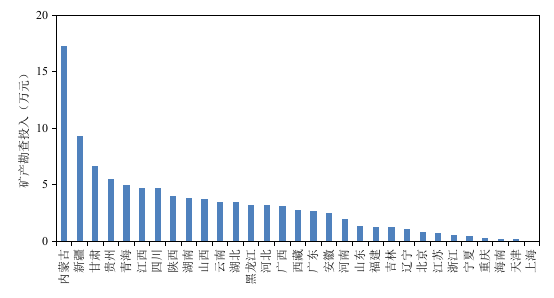 20
15
10
5
0
矿产勘查投入（万元）
内蒙古
新疆
甘肃
贵州
青海
江西
四川
陕西
湖南
山西
云南
湖北
黑龙江
河北
广西
西藏
广东
安徽
河南
山东
福建
吉林
辽宁
北京
江苏
浙江
宁夏
重庆
海南
天津
上海